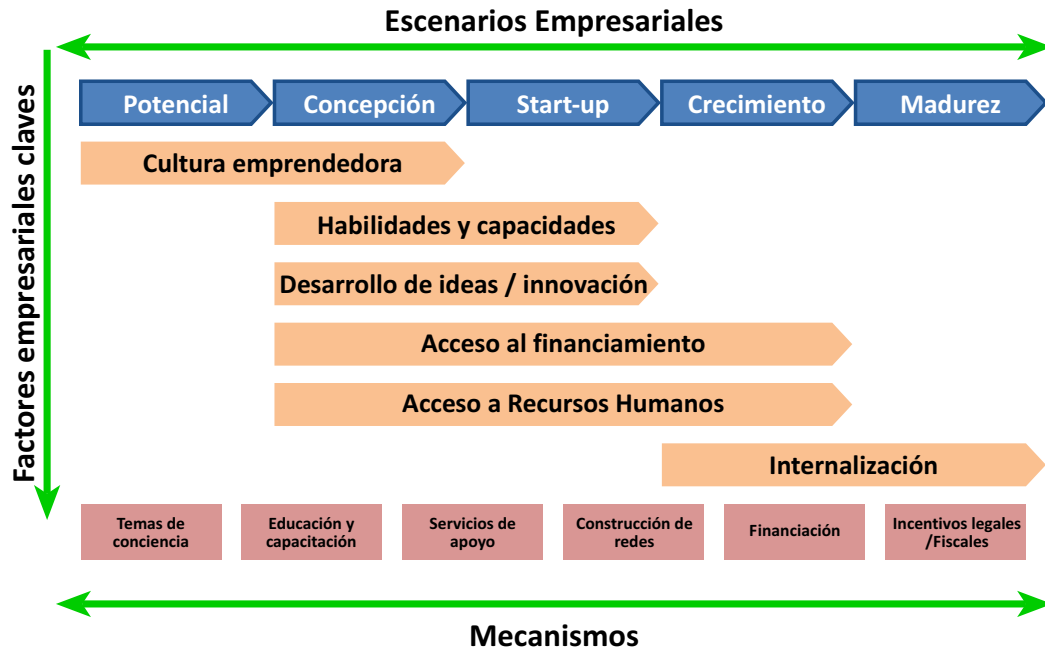 Escenarios Empresariales
Factores empresariales claves
Potencial
Concepción
Start-up
Crecimiento
Madurez
Cultura emprendedora
Habilidades y capacidades
Desarrollo de ideas / innovación
Acceso al financiamiento
Acceso a Recursos Humanos
Internalización
Temas de
conciencia
Educación y
capacitación
Servicios de
apoyo
Construcción de
redes
Financiación
Incentivos legales
/Fiscales
Mecanismos